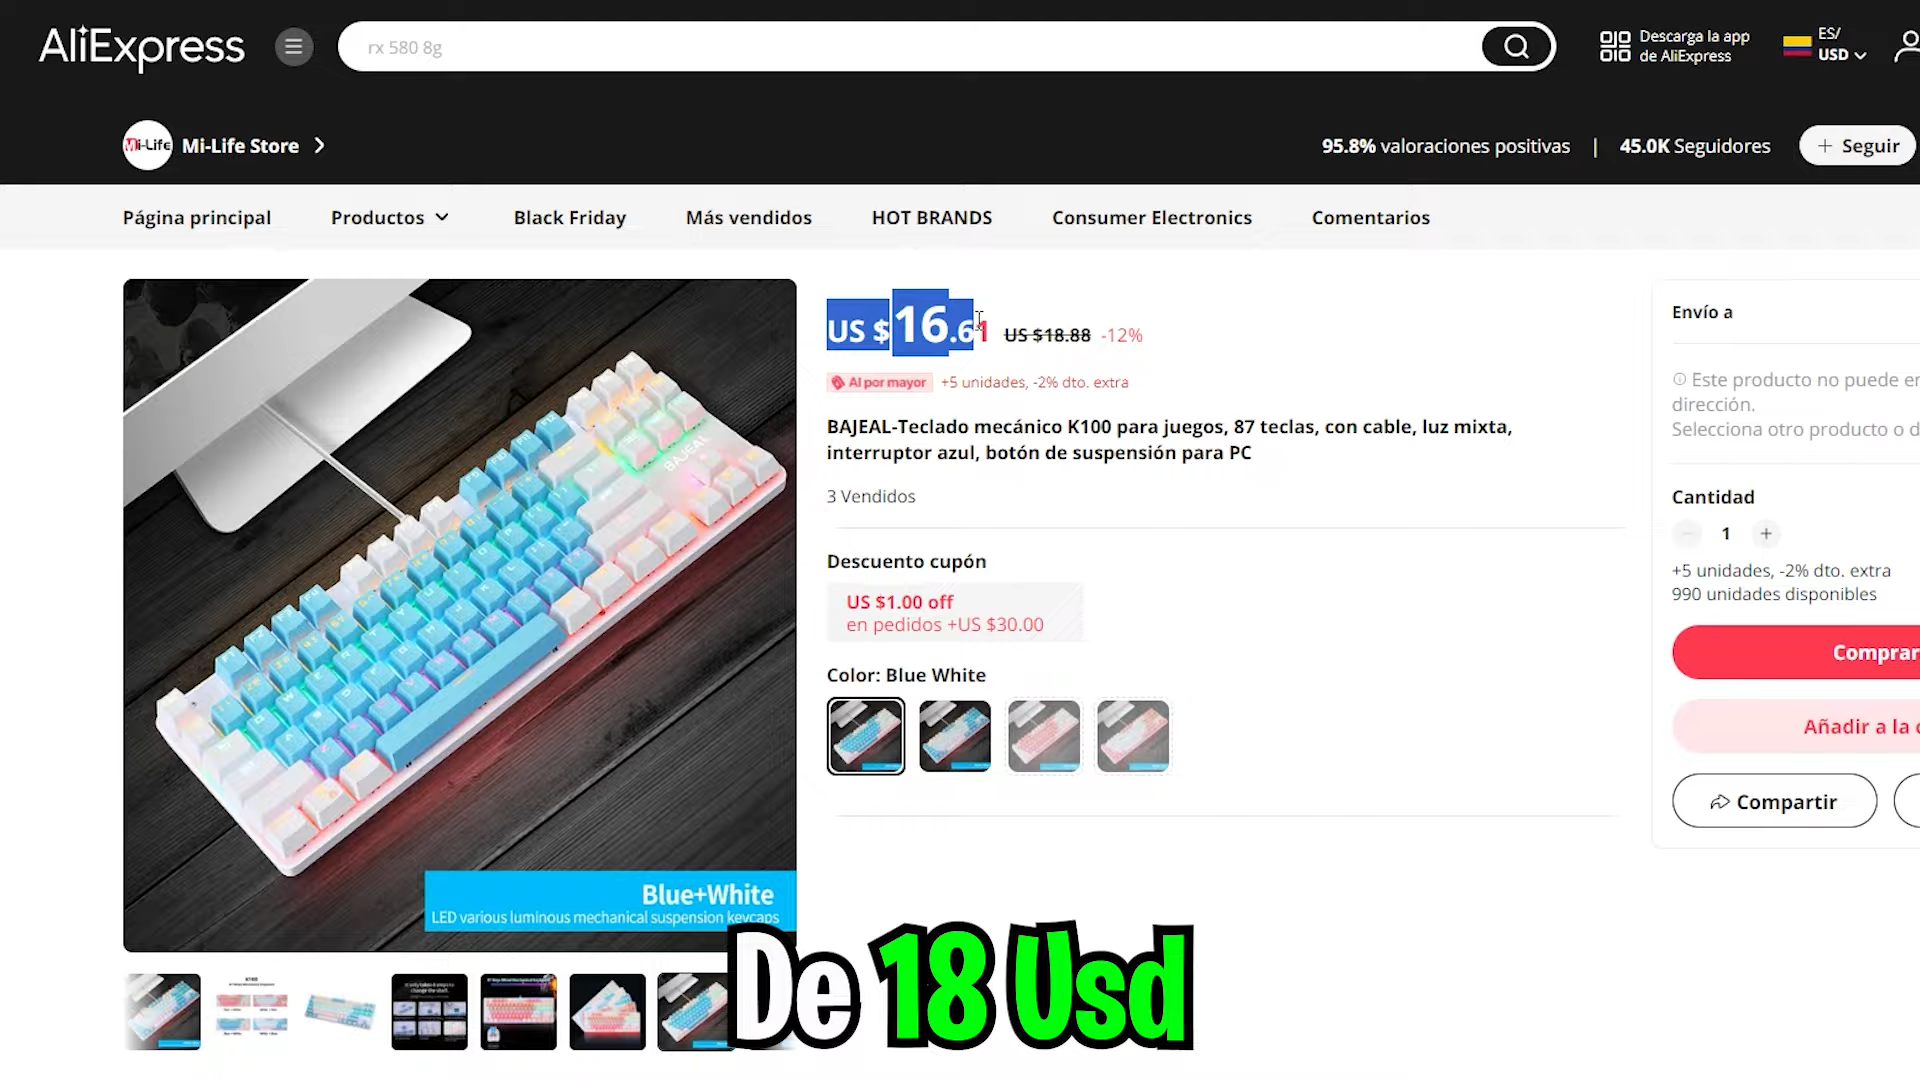 AliExpress
rx 580 8g
Descarga la app
de AliExpress
ES/
USD
Mi-Life
Mi-Life Store
95.8% valoraciones positivas | 45.0K Seguidores
+ Seguir
Página principal
Productos
Black Friday
Más vendidos
HOT BRANDS
Consumer Electronics
Comentarios
US $16.61 US $18.88 -12%
Al por mayor +5 unidades, -2% dto. extra
BAJEAL-Teclado mecánico K100 para juegos, 87 teclas, con cable, luz mixta,
interruptor azul, botón de suspensión para PC
3 Vendidos
Descuento cupón
US $1.00 off
en pedidos +US $30.00
Color: Blue White
BAJEAL
Blue+White
LED various luminous mechanical suspension keycaps
Envío a
Este producto no puede en
dirección.
Selecciona otro producto o d
Cantidad
1 +
+5 unidades, -2% dto. extra
990 unidades disponibles
Comprar
Añadir a la c
Compartir
De 18 Usd